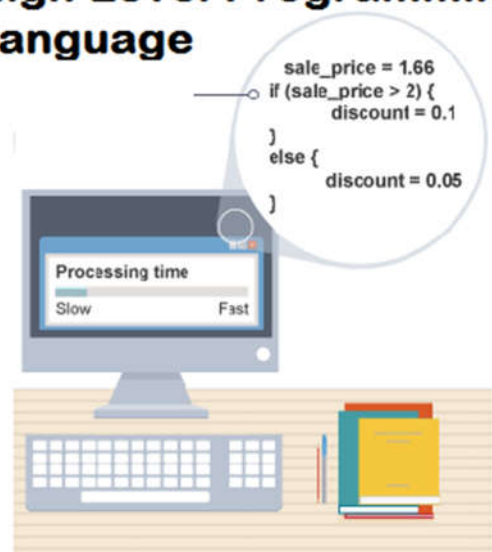 anguage
sale_price = 1.66
if (sale_price > 2) {
discount = 0.1
}
else {
discount = 0.05
}
Processing time
Slow Fast